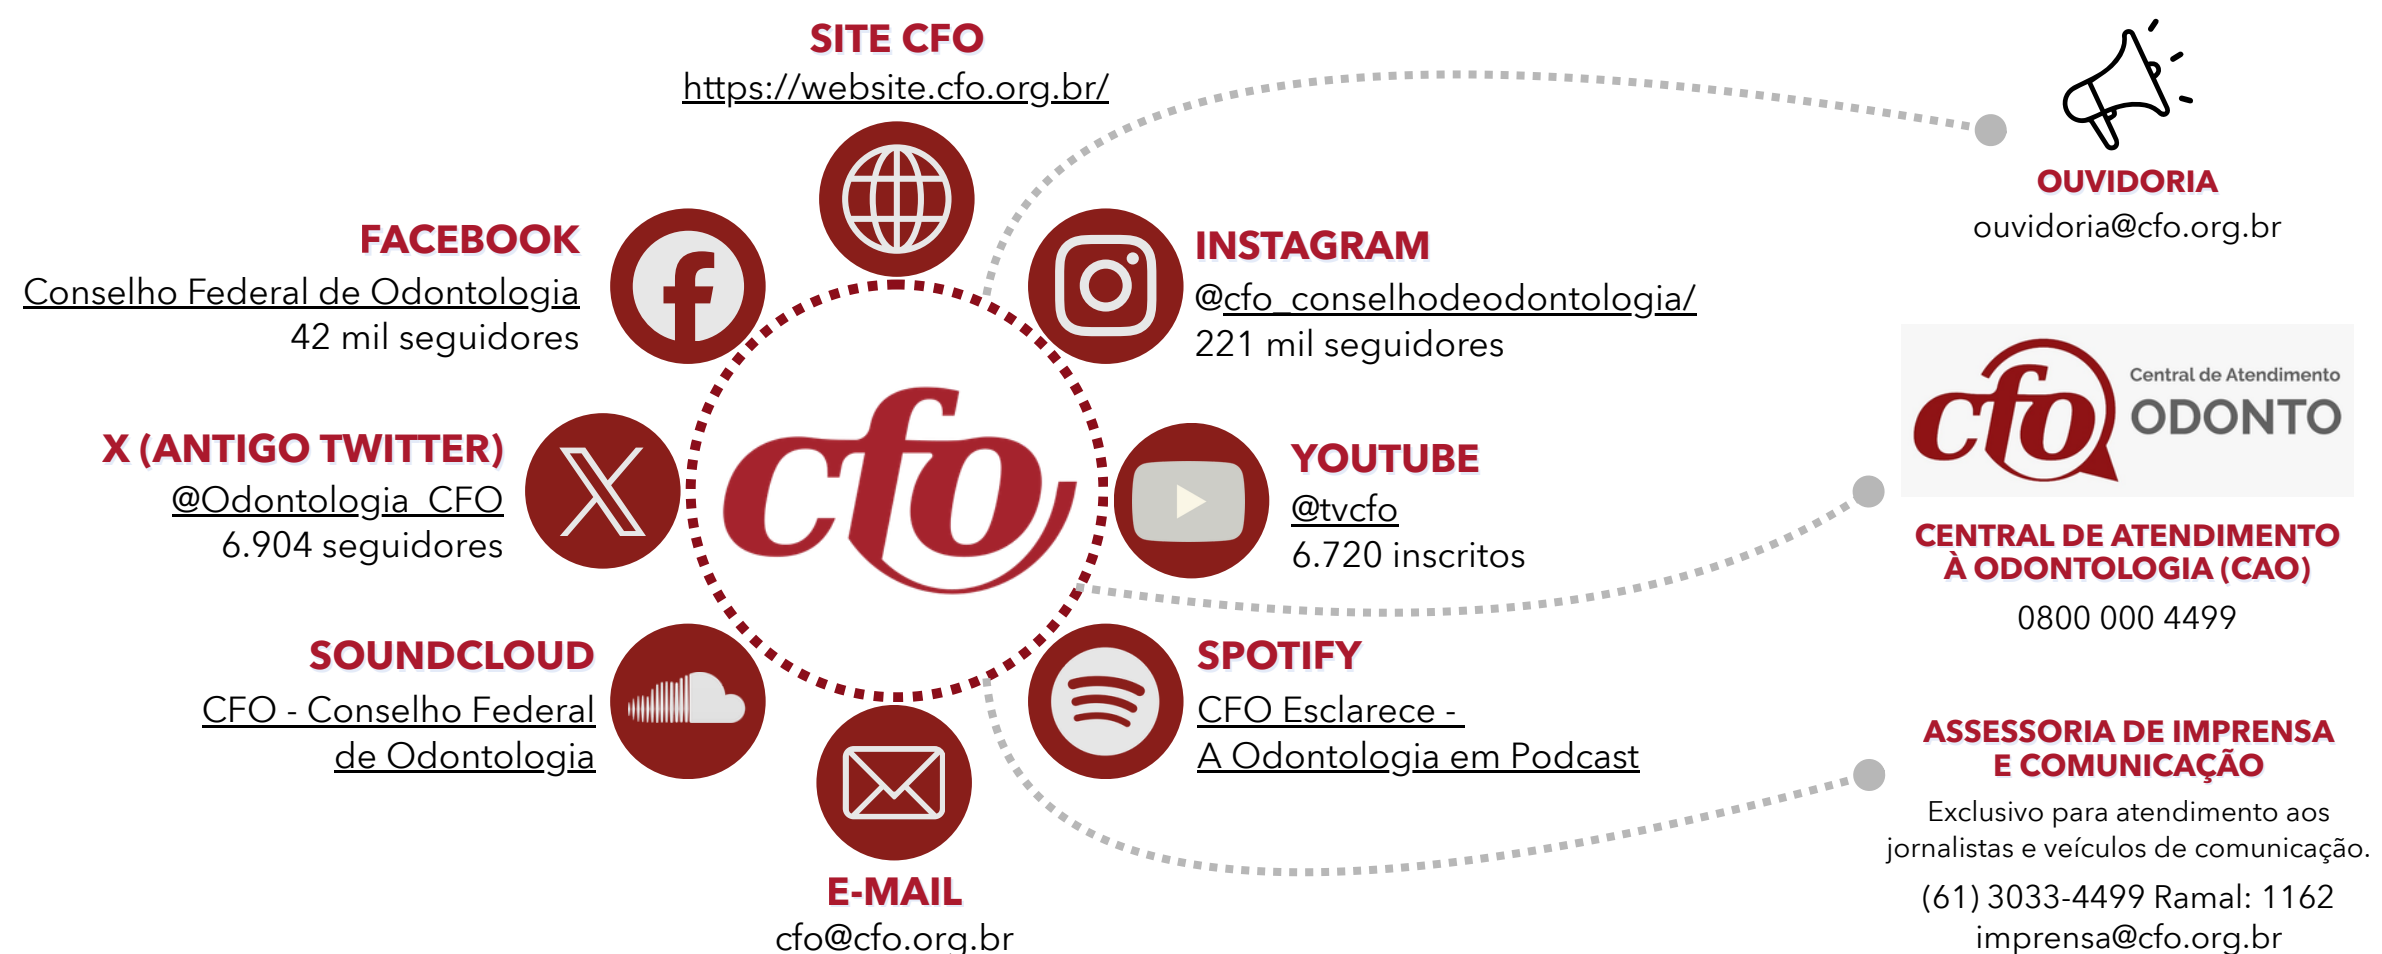 SITE CFO
https://website.cfo.org.br/
FACEBOOK
Conselho Federal de Odontologia
42 mil seguidores
INSTAGRAM
@cfo_conselhodeodontologia/
221 mil seguidores
X (ANTIGO TWITTER)
@Odontologia_CFO
6.904 seguidores
cfo
YOUTUBE
@tvcfo
6.720 inscritos
SOUNDCLOUD
CFO - Conselho Federal
de Odontologia
SPOTIFY
CFO Esclarece -
A Odontologia em Podcast
E-MAIL
cfo@cfo.org.br
OUVIDORIA
ouvidoria@cfo.org.br
cfo
Central de Atendimento
ODONTO
CENTRAL DE ATENDIMENTO
À ODONTOLOGIA (CAO)
0800 000 4499
ASSESSORIA DE IMPRENSA
E COMUNICAÇÃO
Exclusivo para atendimento aos
jornalistas e veículos de comunicação.
(61) 3033-4499 Ramal: 1162
imprensa@cfo.org.br